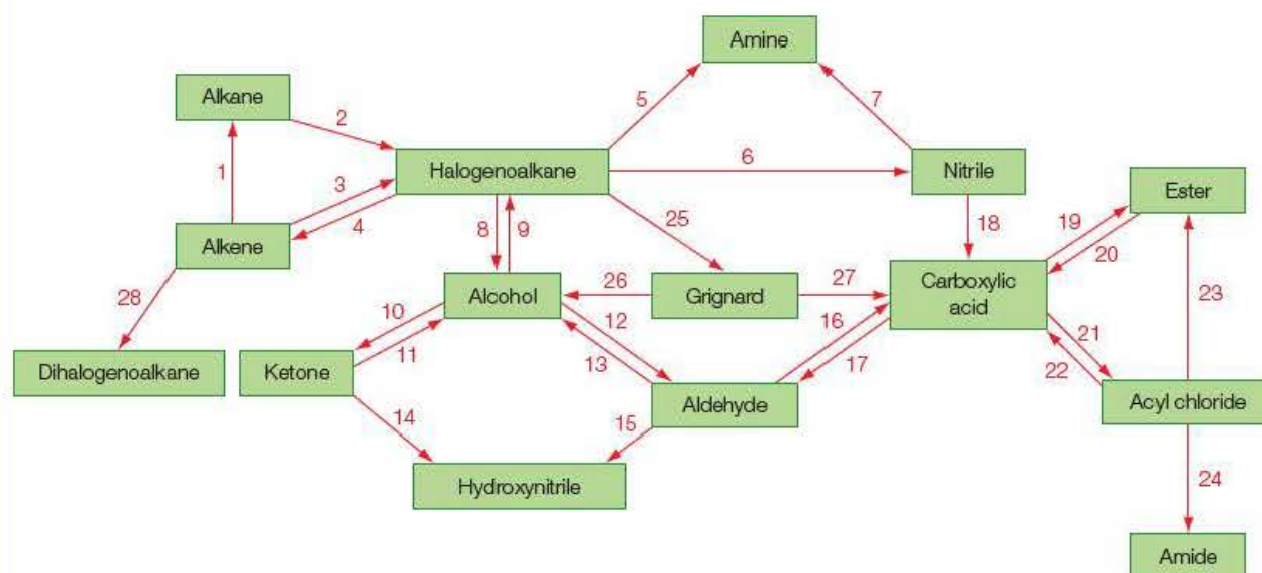 Amine
Alkane
5
7
2
6
Halogenoalkane
Nitrile
Ester
1
3
4
8
9
25
18
19
20
Alkene
28
Alcohol
26
Grignard
27
Carboxylic
acid
23
10
11
12
13
16
17
21
22
Dihalogenoalkane
Ketone
Aldehyde
Acyl chloride
14
15
Hydroxynitrile
24
Amide